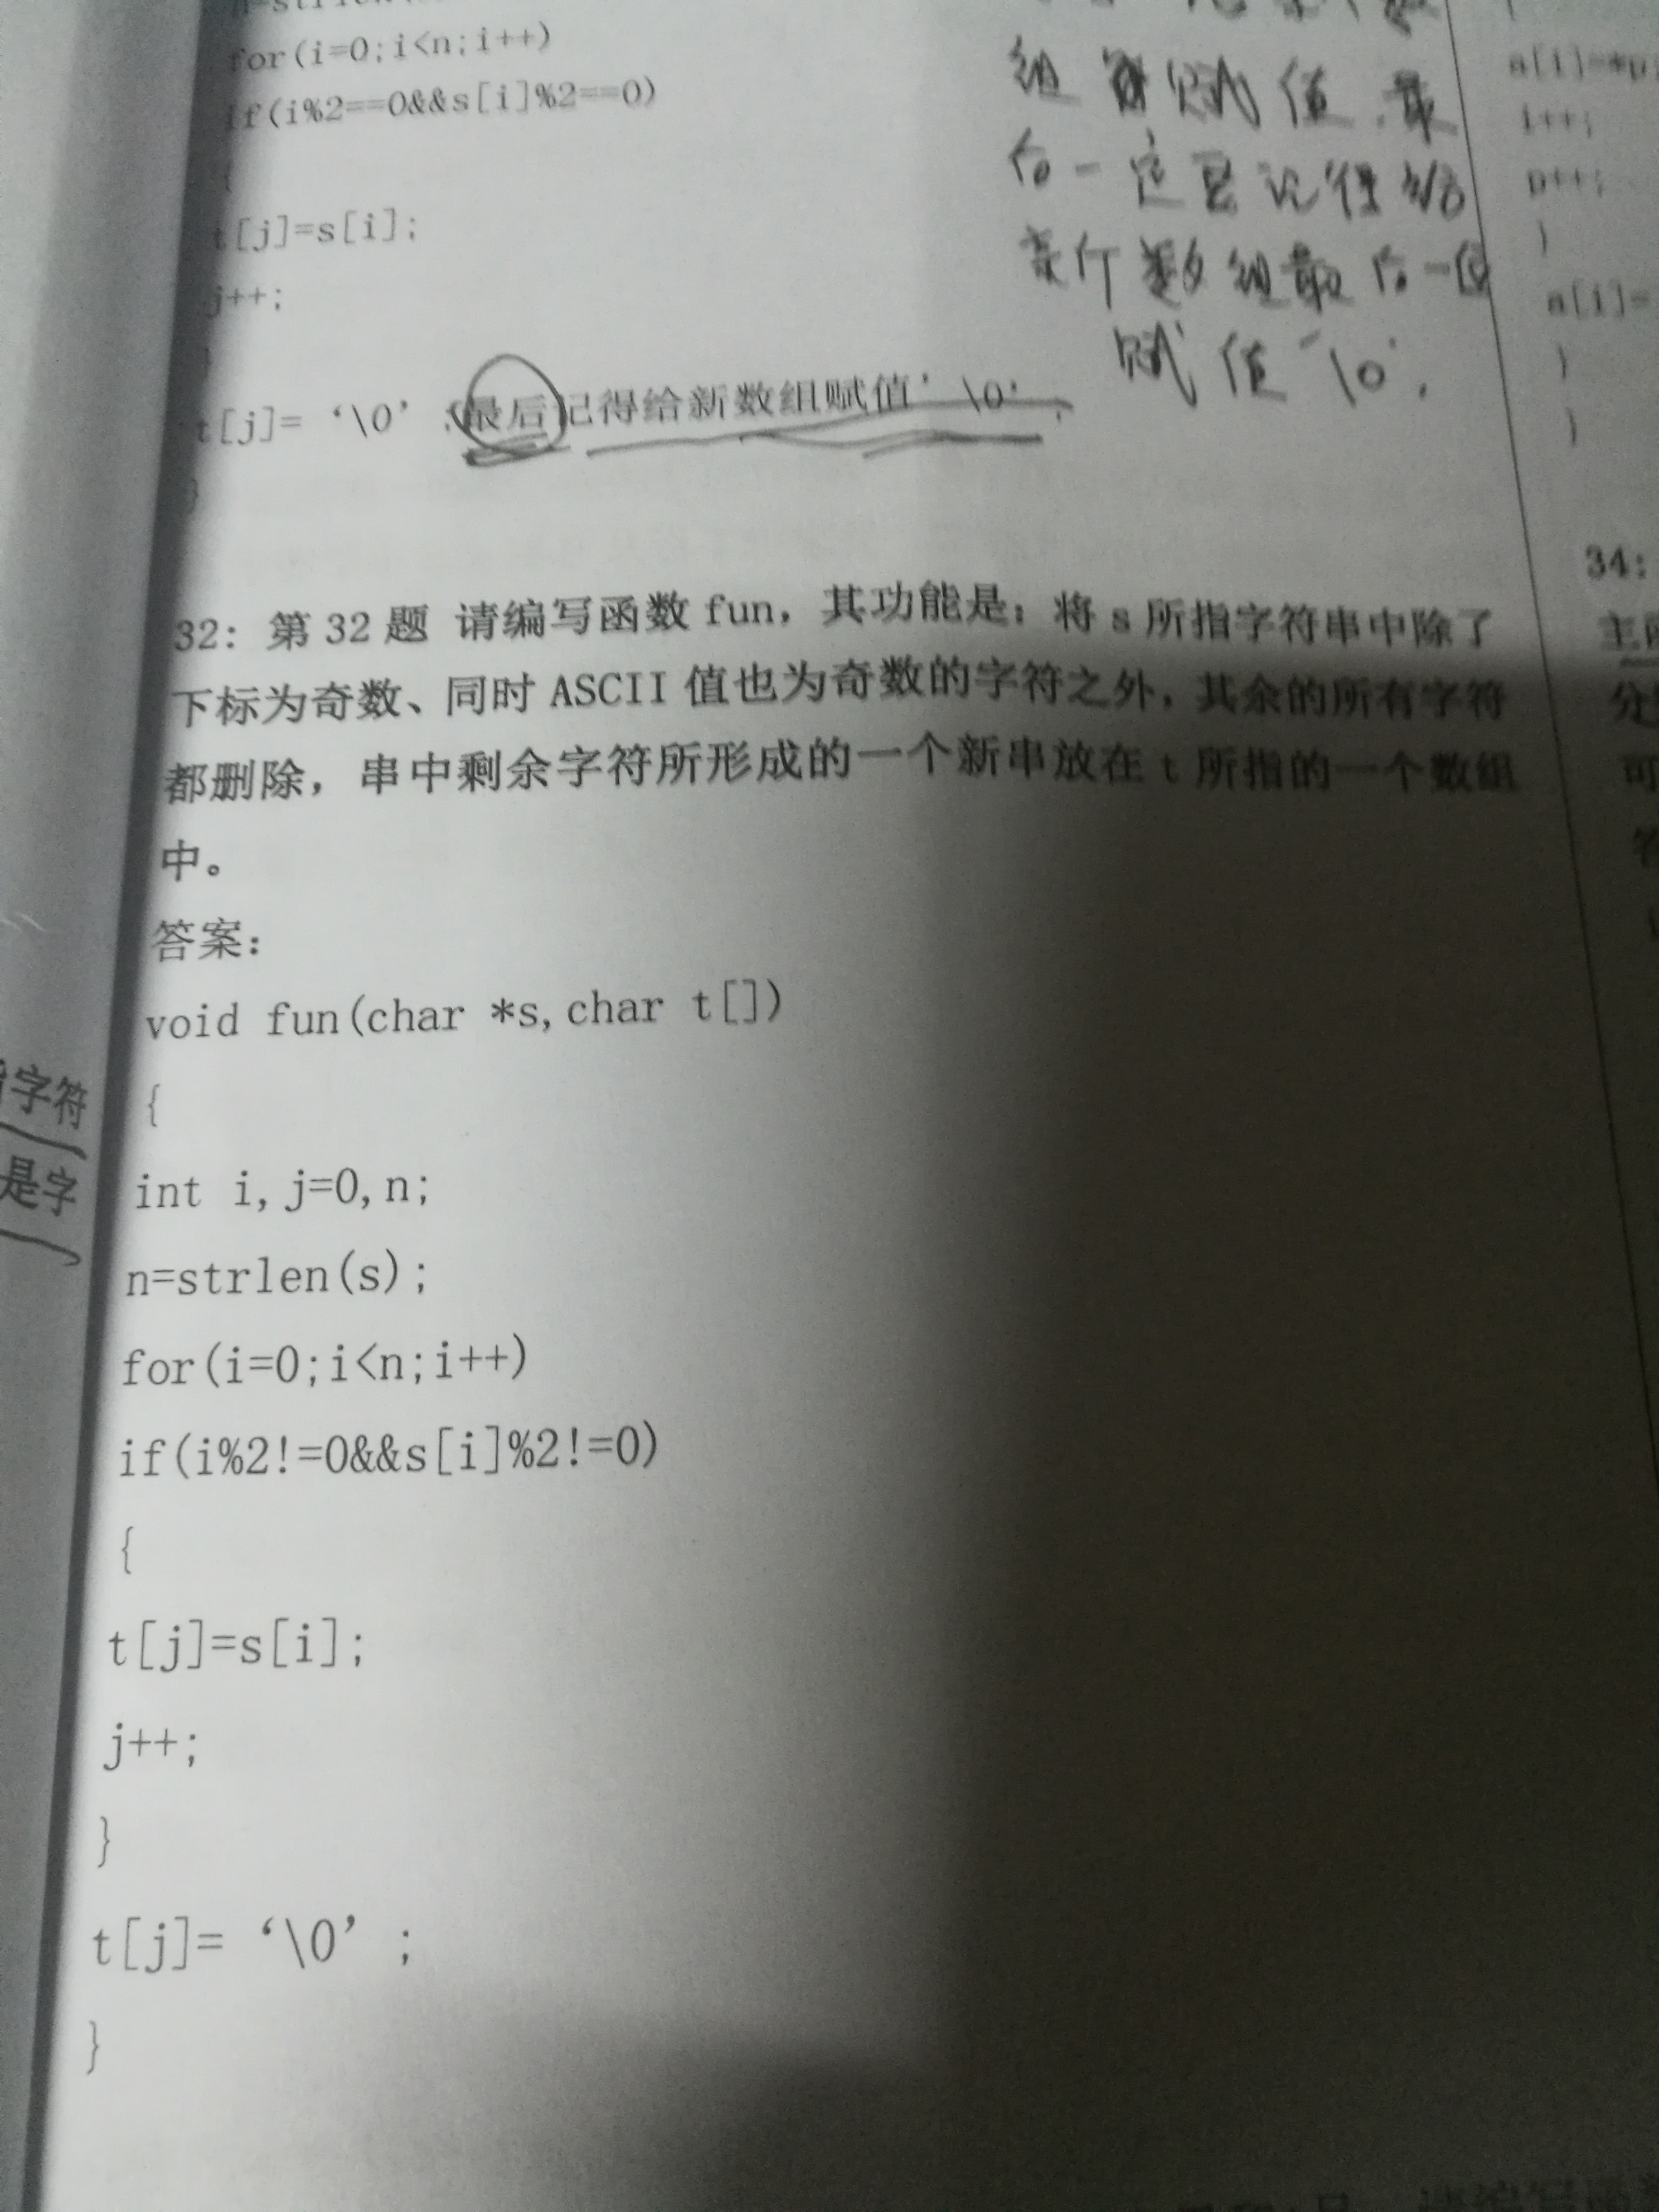 for(i=0;i<n;i++)
if(i%2==0&&s[i]%2==0)
{
t[j]=s[i];
j++;
}
t[j]= ‘\0’ ;最后记得给新数组赋值’\0‘;
}
组 赋值.最
后一定要记得给
某个数组最后一位
赋值'\0'.
32: 第 32 题 请编写函数 fun，其功能是：将 s 所指字符串中除了
下标为奇数、同时 ASCII 值也为奇数的字符之外，其余的所有字符
都删除，串中剩余字符所形成的一个新串放在 t 所指的一个数组
中。
答案：
void fun(char *s,char t[])
{
int i,j=0,n;
n=strlen(s);
for(i=0;i<n;i++)
if(i%2!=0&&s[i]%2!=0)
{
t[j]=s[i];
j++;
}
t[j]= ‘\0’ ;
}
字符
是字
a[i]=*p
i++;
p++;
}
a[i]=
}
}
34:
主
可